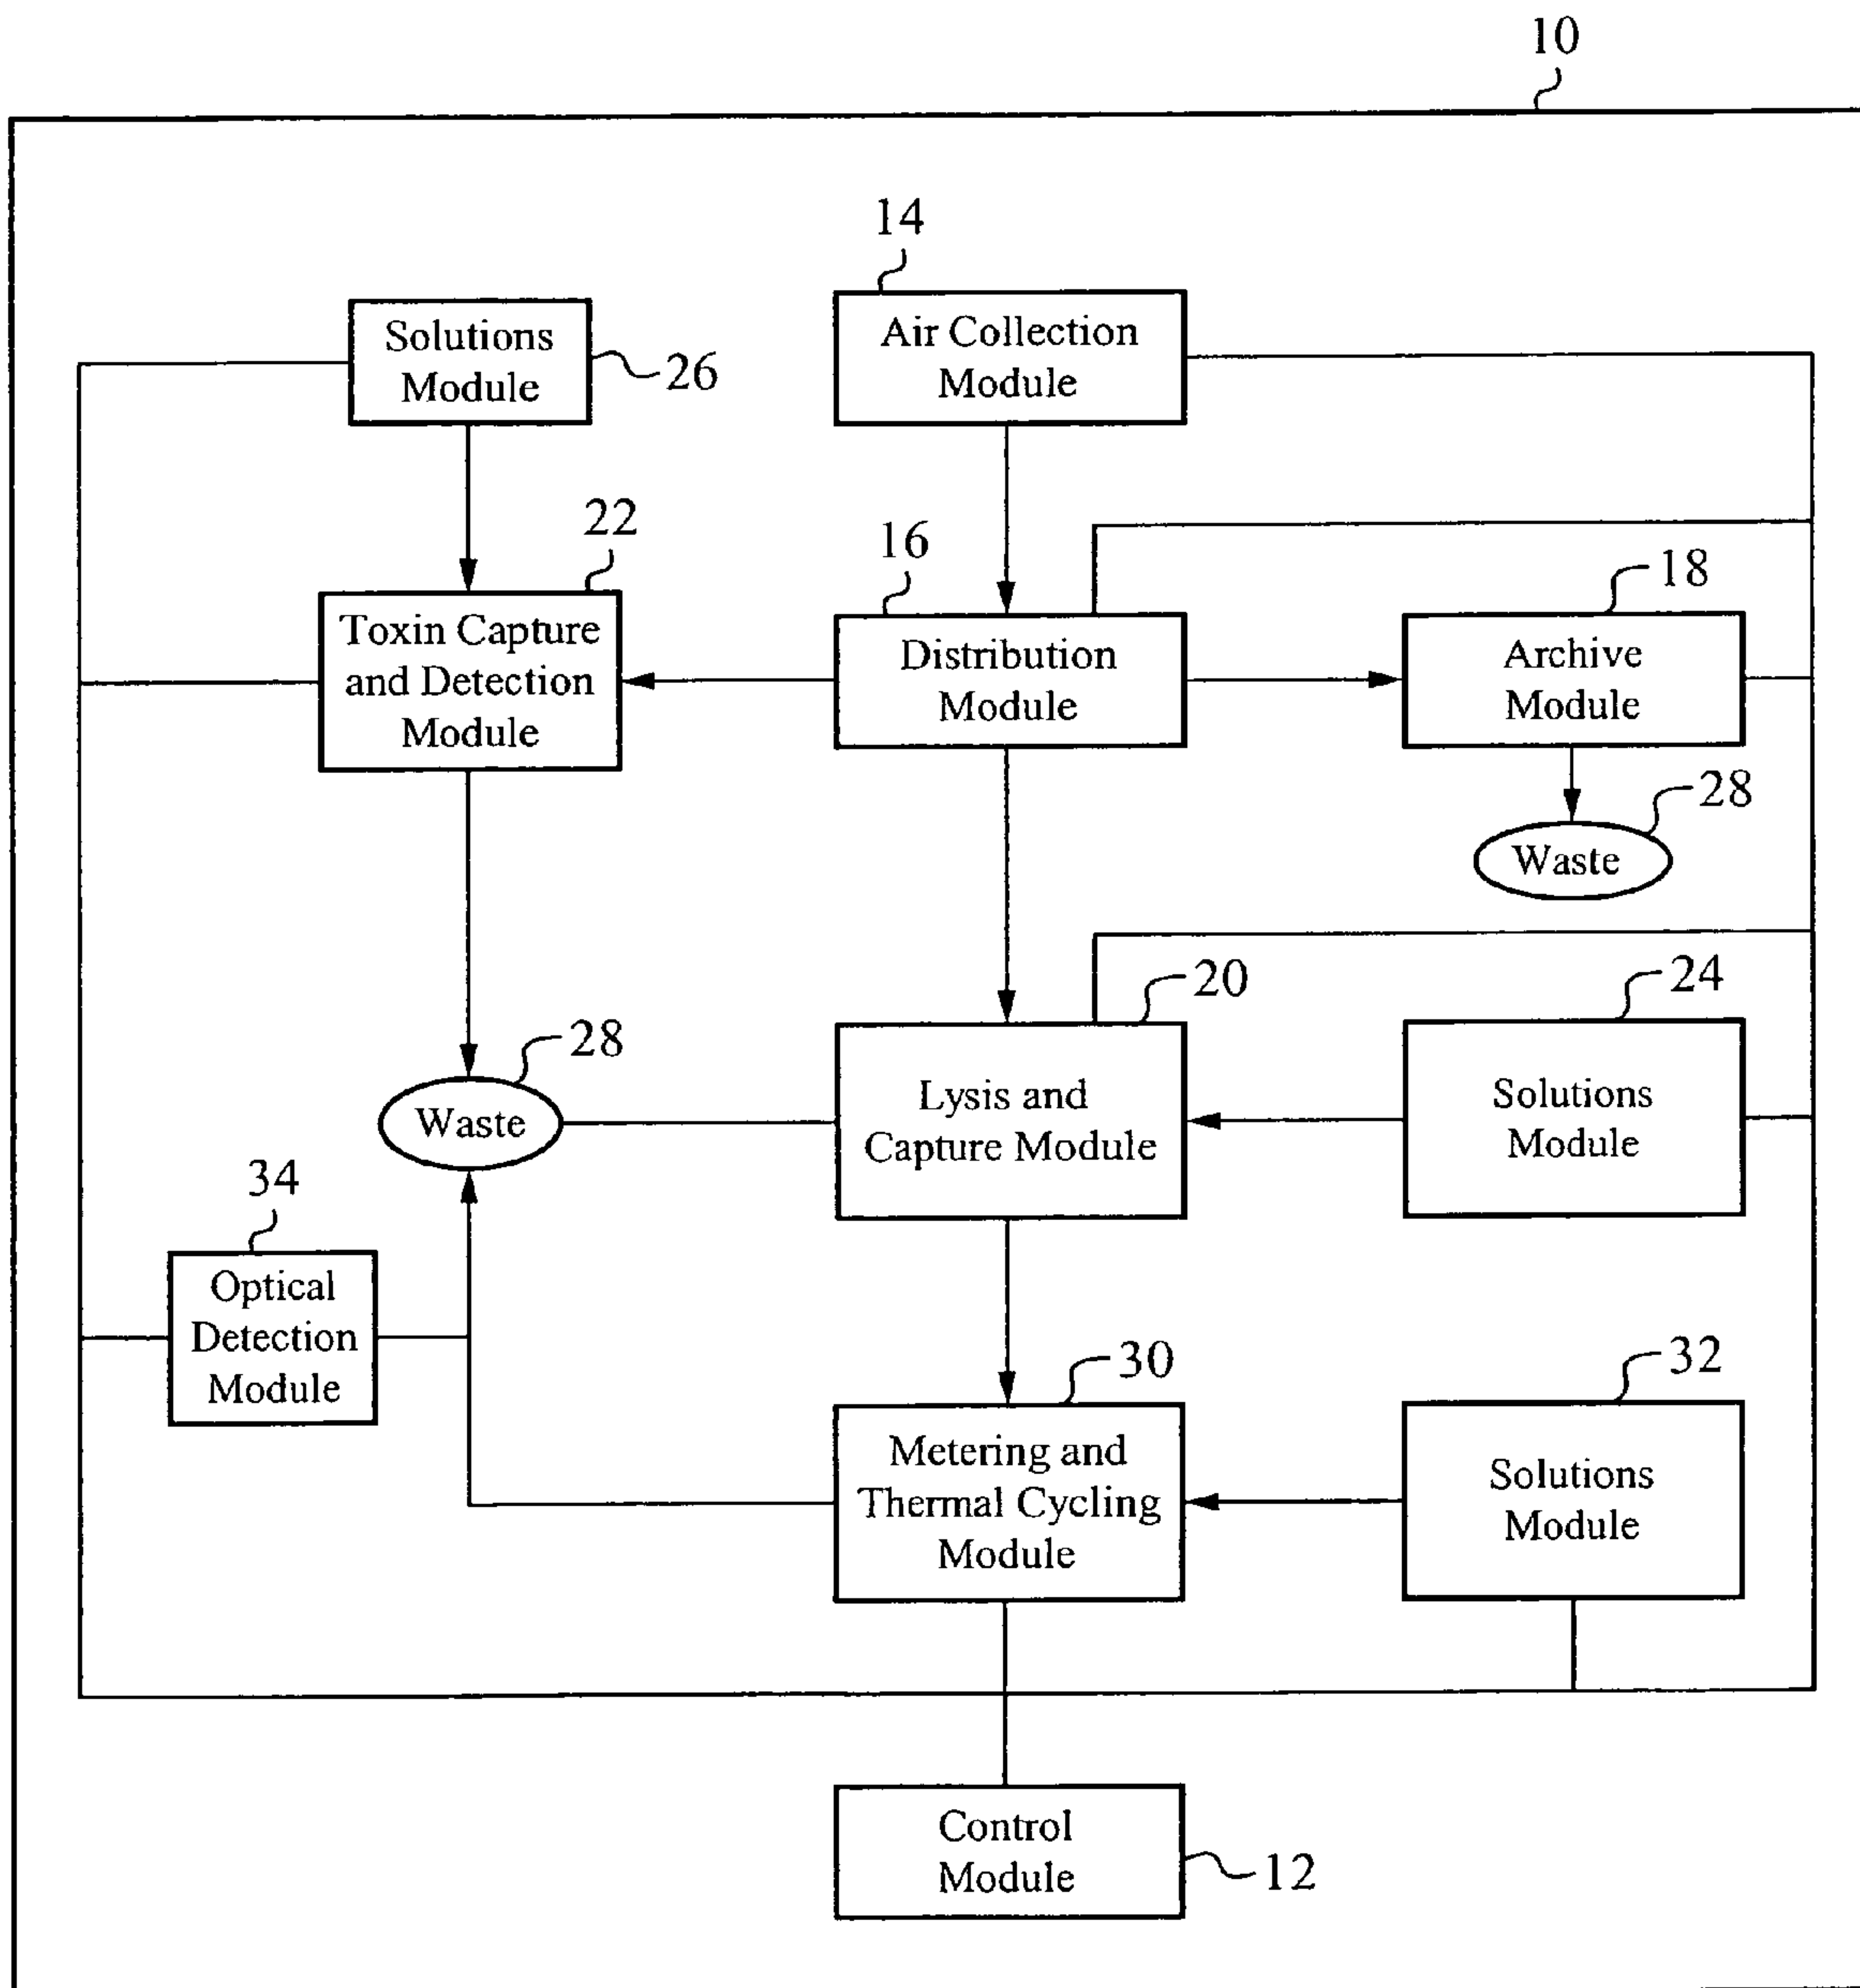 10
14
Solutions
Module
26
Air Collection
Module
22
Toxin Capture
and Detection
Module
16
Distribution
Module
18
Archive
Module
28
Waste
28
Waste
20
Lysis and
Capture Module
24
Solutions
Module
34
Optical
Detection
Module
30
Metering and
Thermal Cycling
Module
32
Solutions
Module
Control
Module
12